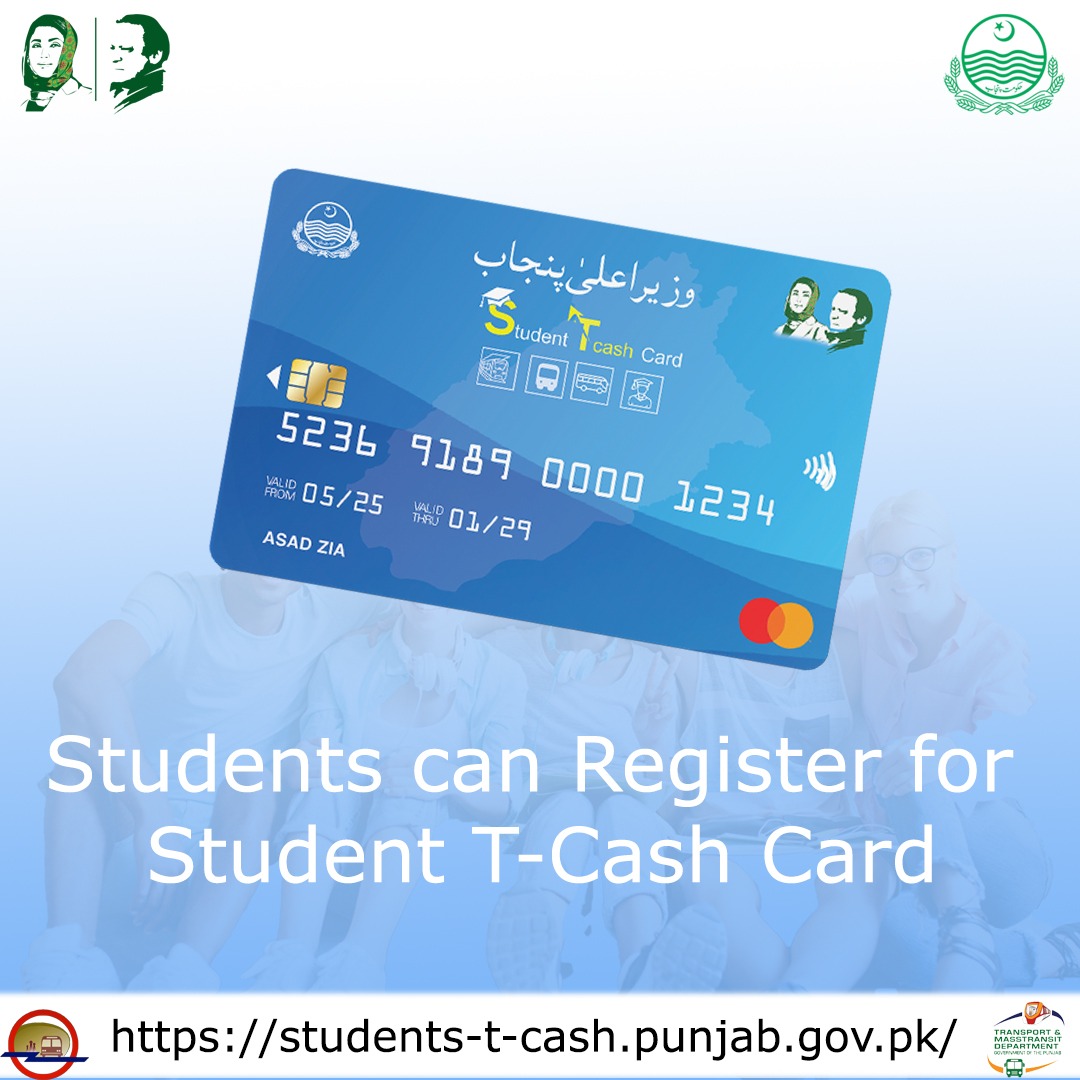 حکومت پنجاب
وزیراعلیٰ پنجاب
Student T cash Card
5236 9189 0000 1234
VALID FROM 05/25 VALID THRU 01/29
ASAD ZIA
Students can Register for
Student T-Cash Card
https://students-t-cash.punjab.gov.pk/
TRANSPORT &
MASSTRANSIT
DEPARTMENT
GOVERNMENT OF THE PUNJAB